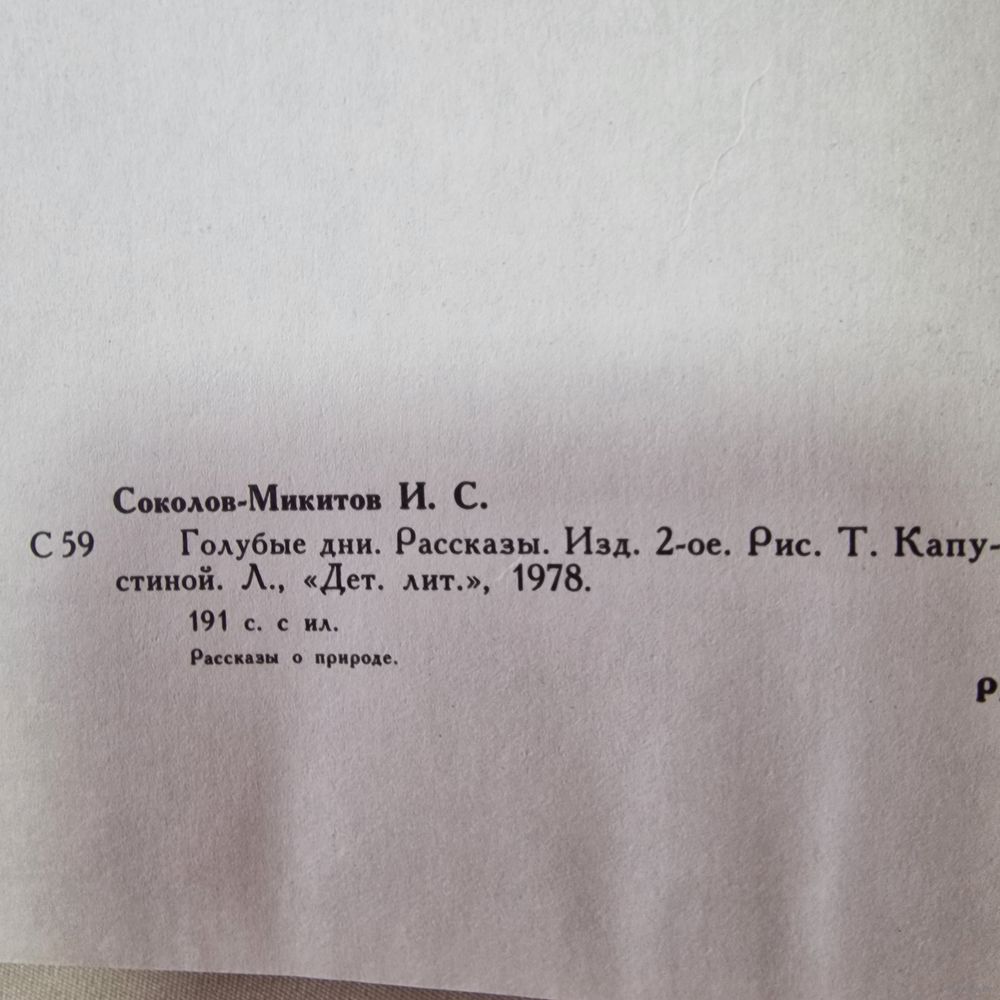 Соколов-Микитов И. С.
С 59 Голубые дни. Рассказы. Изд. 2-ое. Рис. Т. Капу-
стиной. Л., «Дет. лит.», 1978.
191 с. с ил.
Рассказы о природе.